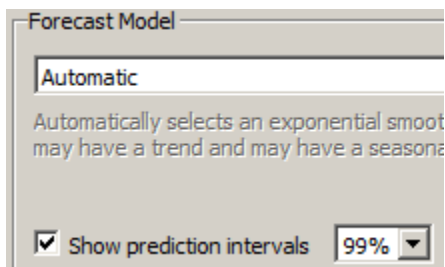 Forecast Model
Automatic
Automatically selects an exponential
may have a trend and may have a
Show prediction intervals 99%